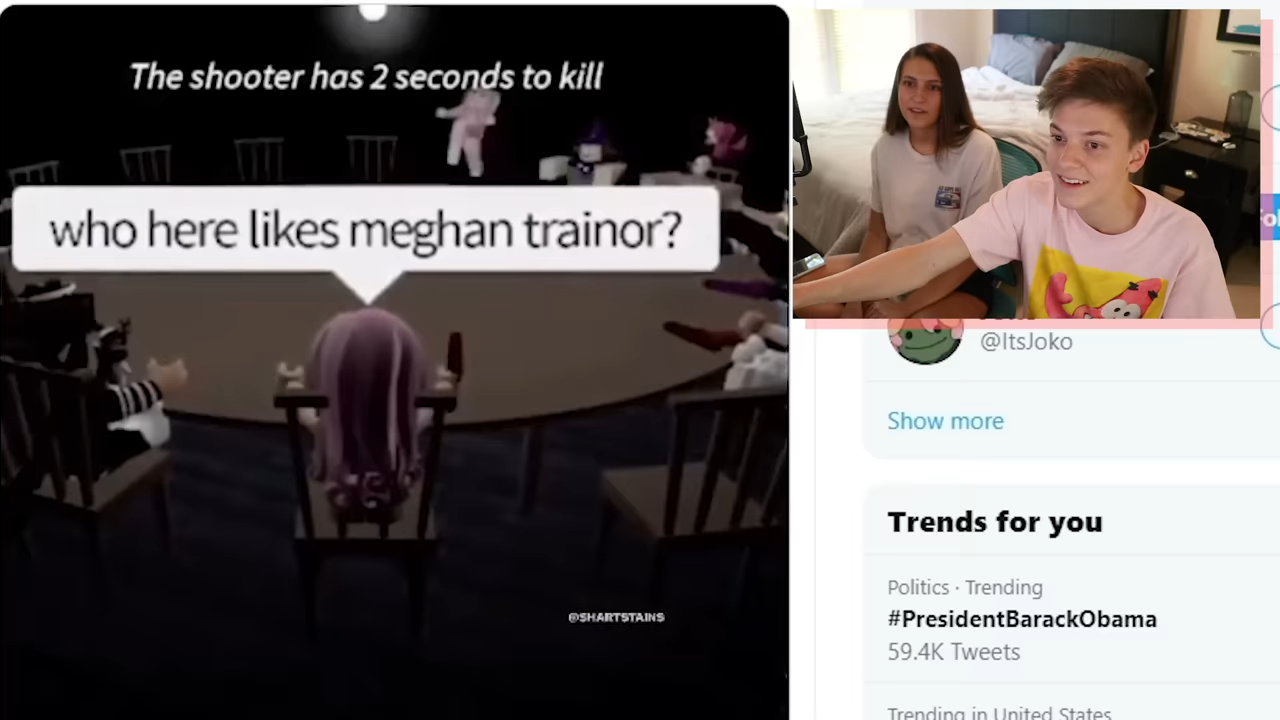 The shooter has 2 seconds to kill
who here likes meghan trainor?
@SHARTSTAINS
@ItsJoko
Show more
Trends for you
Politics · Trending
#PresidentBarackObama
59.4K Tweets
Trending in United States